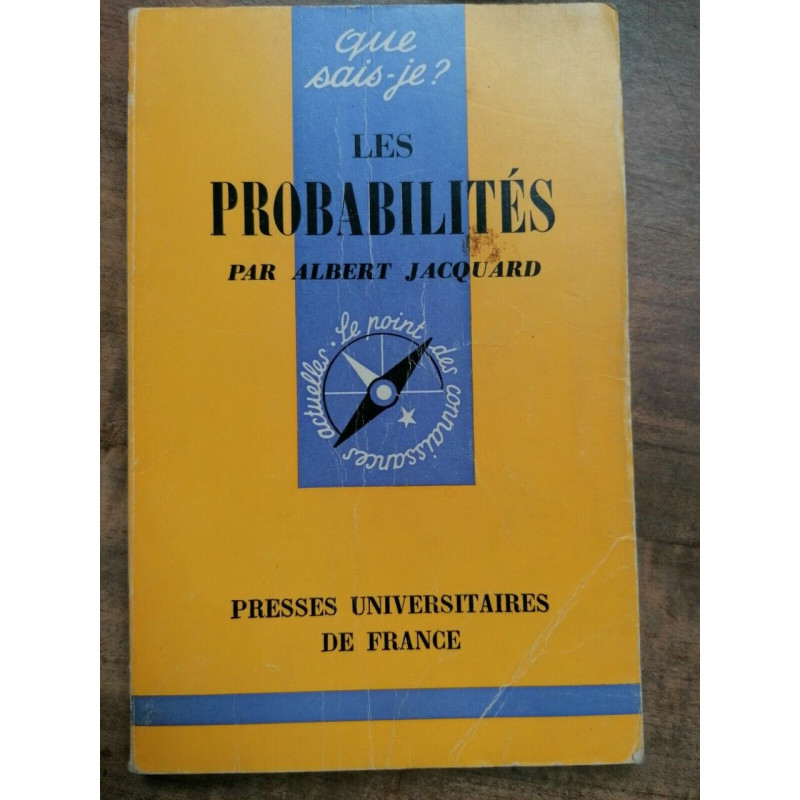 que
sais-je?
LES
PROBABILITÉS
PAR ALBERT JACQUARD
Le point des connaissances actuelles.
PRESSES UNIVERSITAIRES
DE FRANCE